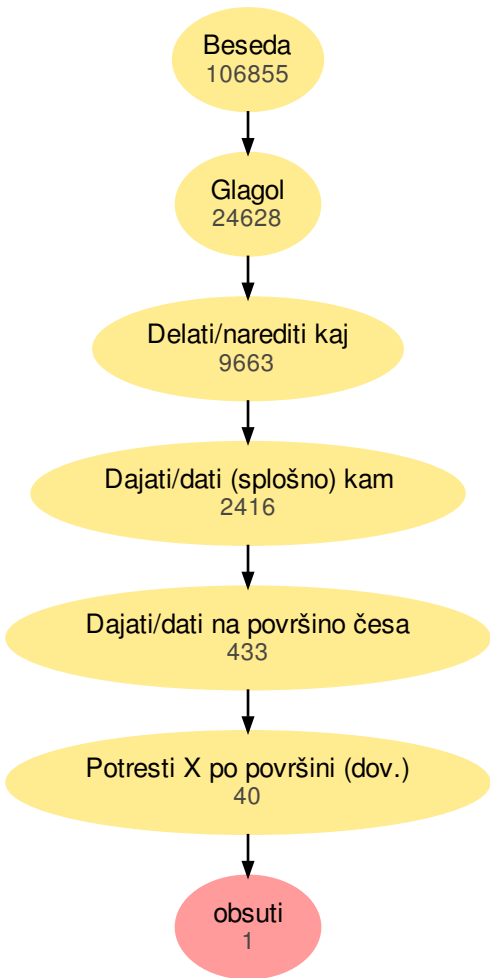 Beseda
106855
Glagol
24628
Delati/narediti kaj
9663
Dajati/dati (splošno) kam
2416
Dajati/dati na površino česa
433
Potresti X po površini (dov.)
40
obsuti
1